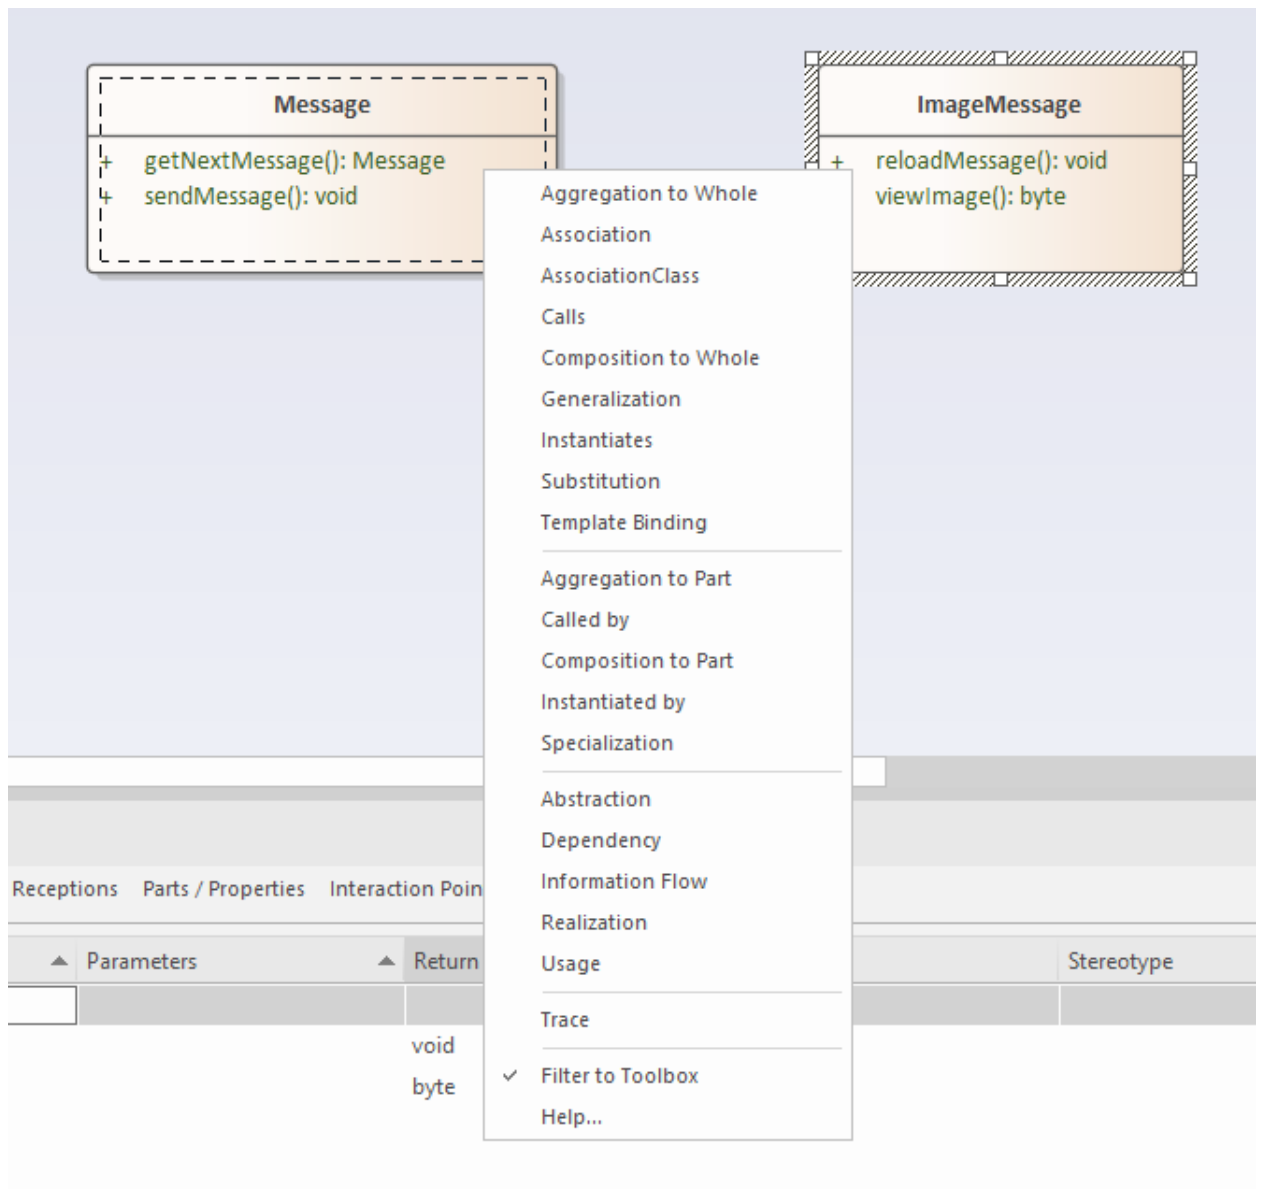 Message
+ getNextMessage(): Message
+ sendMessage(): void
ImageMessage
+ reloadMessage(): void
viewImage(): byte
Aggregation to Whole
Association
AssociationClass
Calls
Composition to Whole
Generalization
Instantiates
Substitution
Template Binding
Aggregation to Part
Called by
Composition to Part
Instantiated by
Specialization
Abstraction
Dependency
Information Flow
Realization
Usage
Trace
Filter to Toolbox
Help...
Receptions Parts / Properties Interaction Poin
Parameters Return Stereotype
void
byte